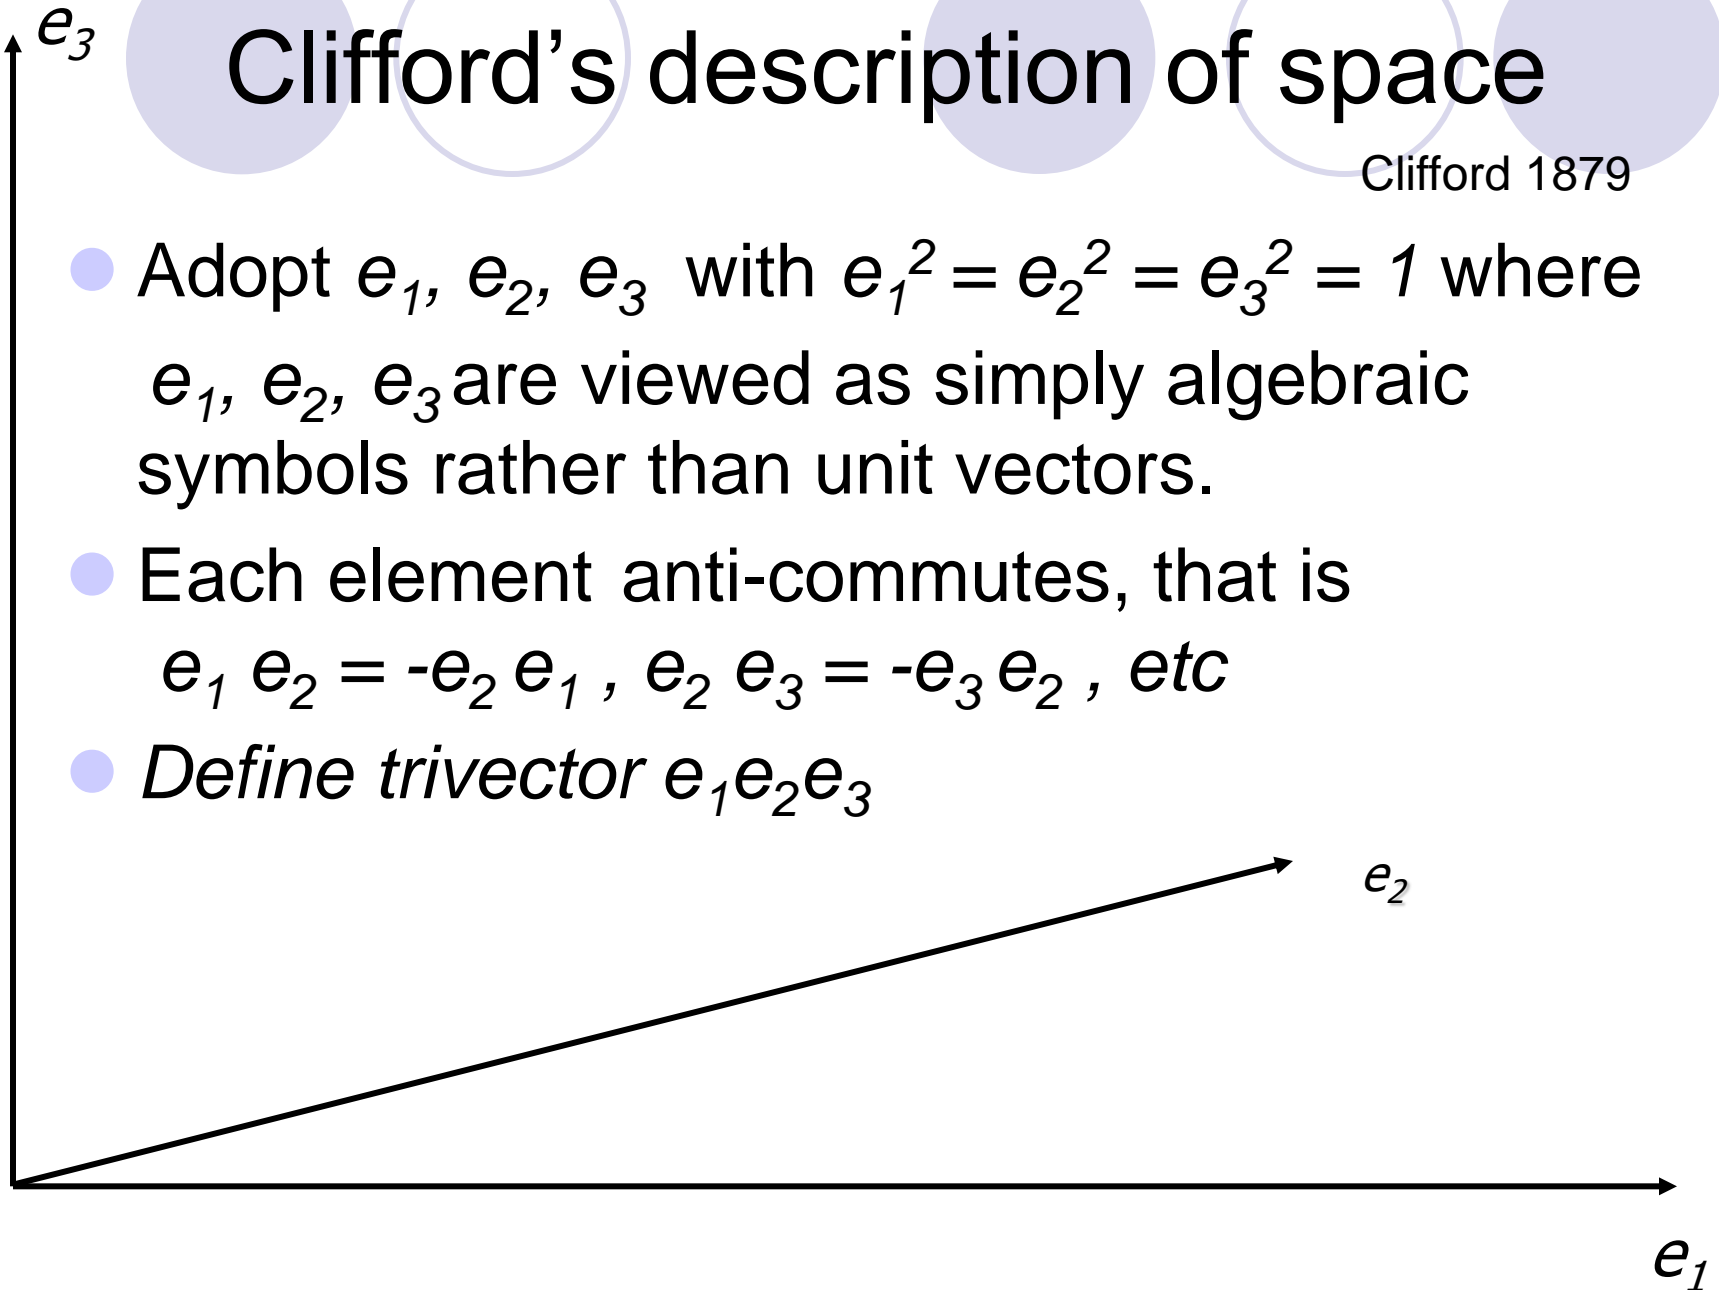 e₃
Clifford’s description of space
Clifford 1879
Adopt e₁, e₂, e₃ with e₁² = e₂² = e₃² = 1 where
e₁, e₂, e₃ are viewed as simply algebraic
symbols rather than unit vectors.
Each element anti-commutes, that is
e₁ e₂ = -e₂ e₁ , e₂ e₃ = -e₃ e₂ , etc
Define trivector e₁e₂e₃
e₂
e₁